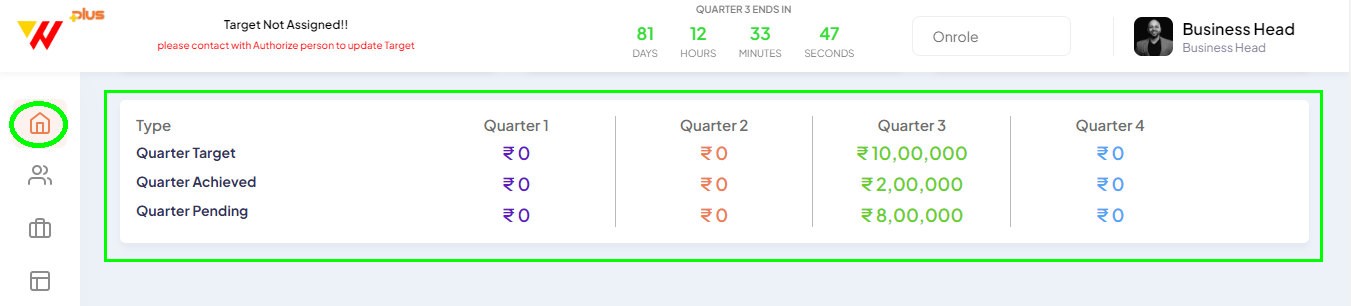 plus
Target Not Assigned!!
please contact with Authorize person to update Target
QUARTER 3 ENDS IN
81 12 33 47
DAYS HOURS MINUTES SECONDS
Onrole
Business Head
Business Head
Type Quarter 1 Quarter 2 Quarter 3 Quarter 4
Quarter Target ₹ 0 ₹ 0 ₹ 10,00,000 ₹ 0
Quarter Achieved ₹ 0 ₹ 0 ₹ 2,00,000 ₹ 0
Quarter Pending ₹ 0 ₹ 0 ₹ 8,00,000 ₹ 0